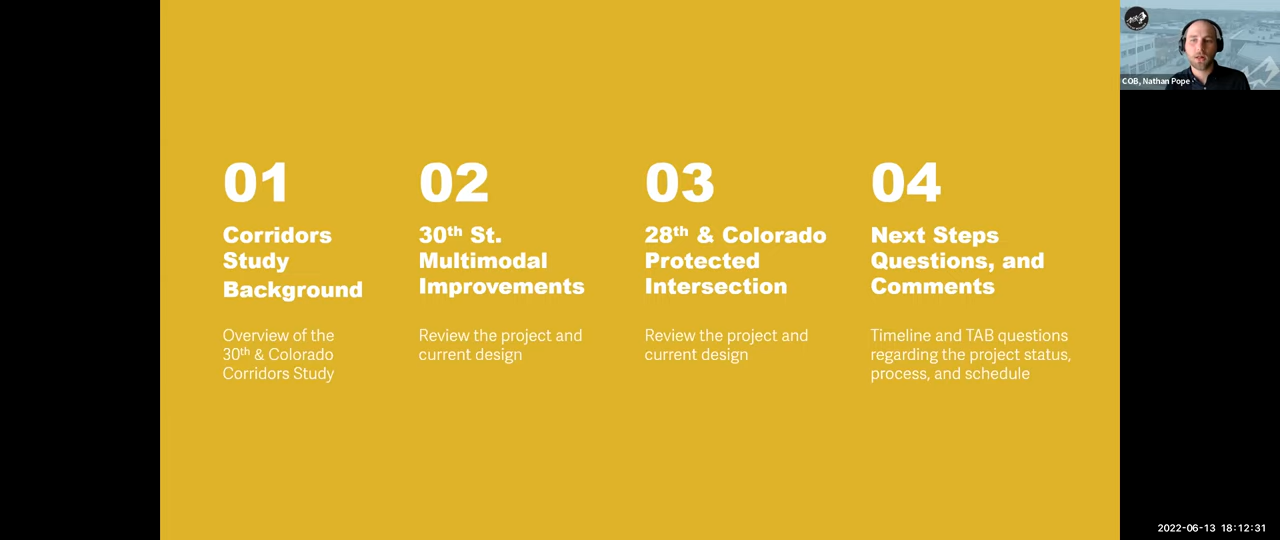 01
Corridors
Study
Background
Overview of the
30th & Colorado
Corridors Study
02
30th St.
Multimodal
Improvements
Review the project and
current design
03
28th & Colorado
Protected
Intersection
Review the project and
current design
04
Next Steps
Questions, and
Comments
Timeline and TAB questions
regarding the project status,
process, and schedule
COB, Nathan Pope
2022-06-13 18:12:31